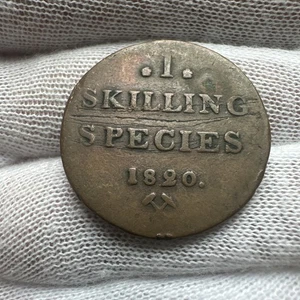 ·1·
SKILLING
SPECIES
1820.